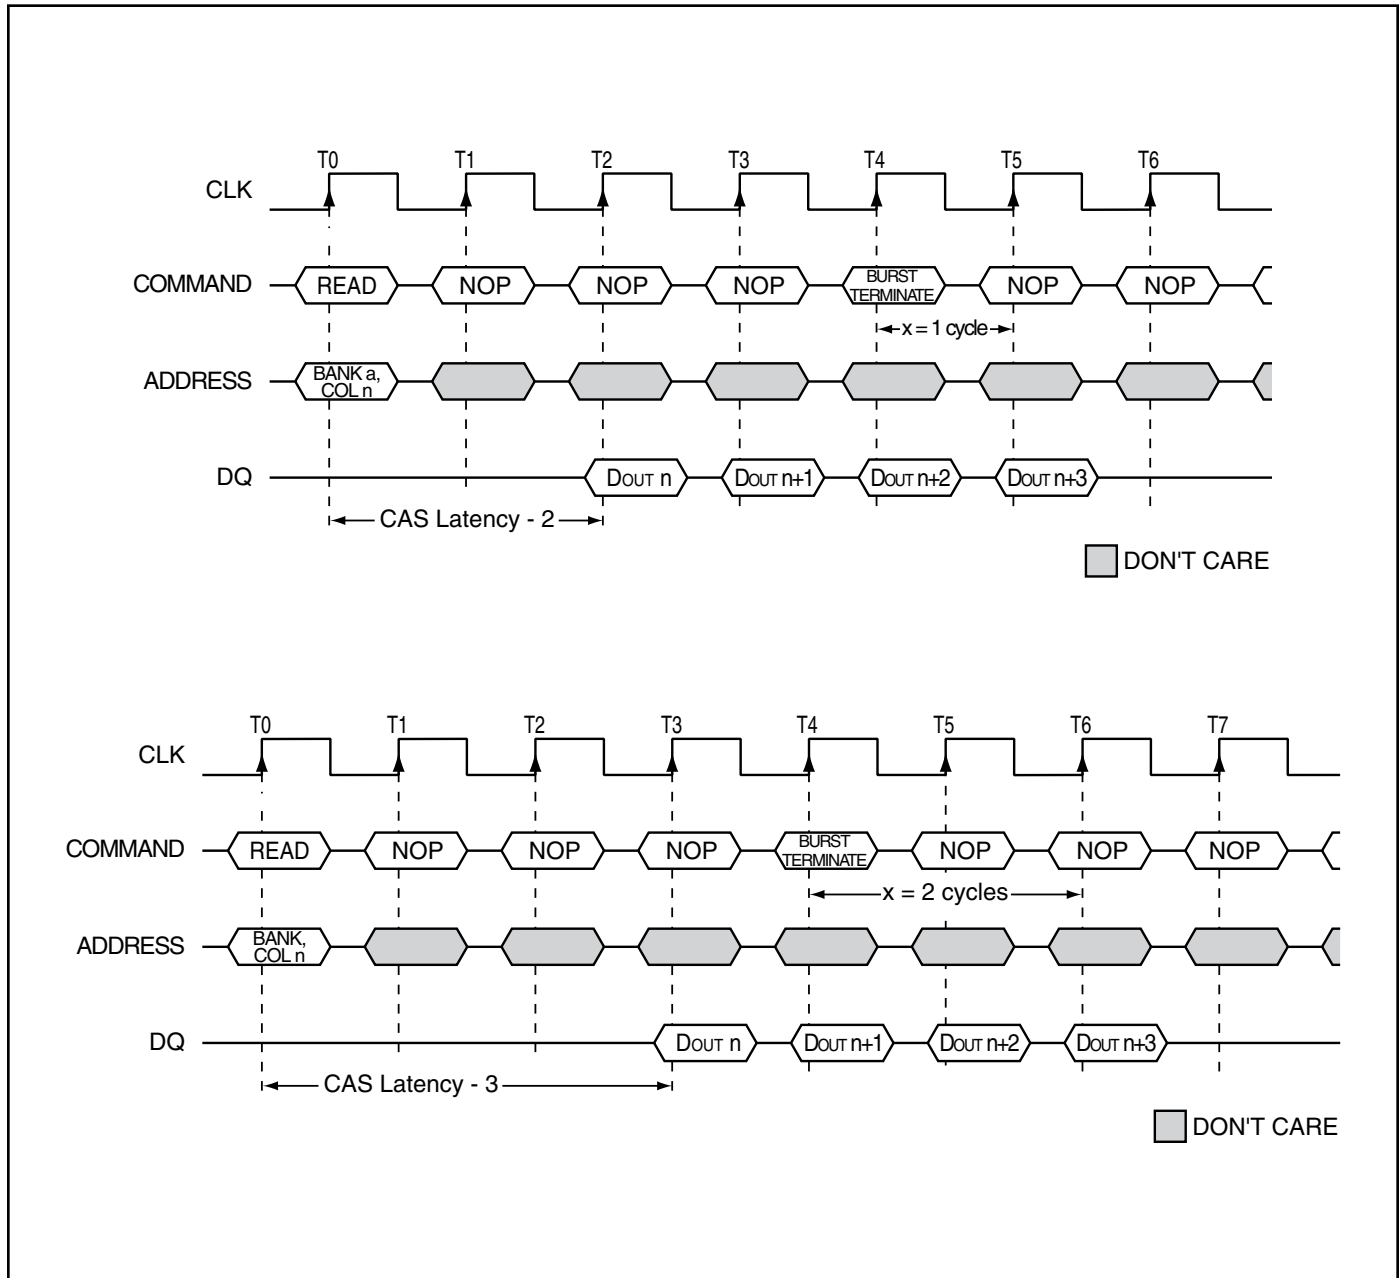 T0 T1 T2 T3 T4 T5 T6
CLK
COMMAND READ NOP NOP NOP BURST TERMINATE NOP NOP
x = 1 cycle
ADDRESS BANK a, COL n
DQ DOUT n DOUT n+1 DOUT n+2 DOUT n+3
CAS Latency - 2
DON'T CARE
T0 T1 T2 T3 T4 T5 T6 T7
CLK
COMMAND READ NOP NOP NOP BURST TERMINATE NOP NOP NOP
x = 2 cycles
ADDRESS BANK, COL n
DQ DOUT n DOUT n+1 DOUT n+2 DOUT n+3
CAS Latency - 3
DON'T CARE